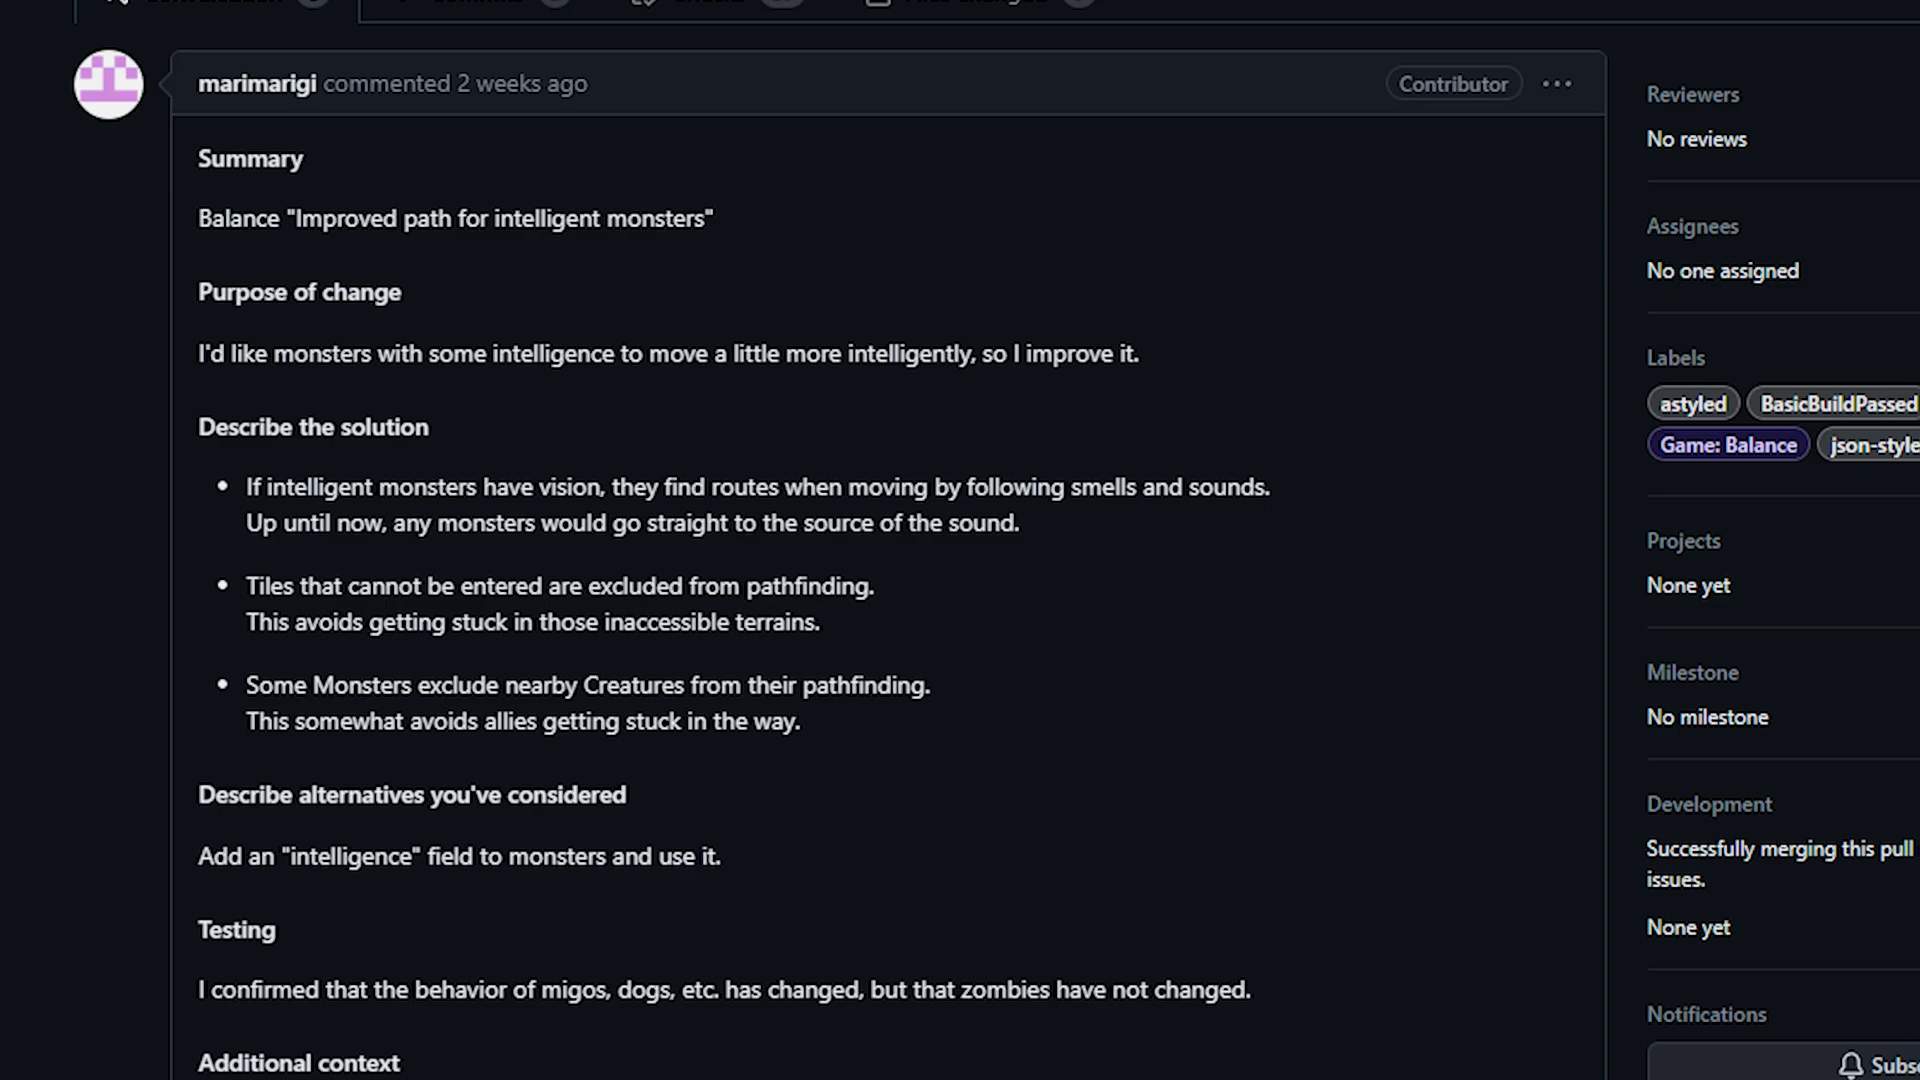 marimarigi commented 2 weeks ago
Contributor
Summary
Balance "Improved path for intelligent monsters"
Purpose of change
I'd like monsters with some intelligence to move a little more intelligently, so I improve it.
Describe the solution
• If intelligent monsters have vision, they find routes when moving by following smells and sounds.
Up until now, any monsters would go straight to the source of the sound.
• Tiles that cannot be entered are excluded from pathfinding.
This avoids getting stuck in those inaccessible terrains.
• Some Monsters exclude nearby Creatures from their pathfinding.
This somewhat avoids allies getting stuck in the way.
Describe alternatives you've considered
Add an "intelligence" field to monsters and use it.
Testing
I confirmed that the behavior of migos, dogs, etc. has changed, but that zombies have not changed.
Additional context
Reviewers
No reviews
Assignees
No one assigned
Labels
astyled BasicBuildPassed
Game: Balance json-style
Projects
None yet
Milestone
No milestone
Development
Successfully merging this pull
issues.
None yet
Notifications